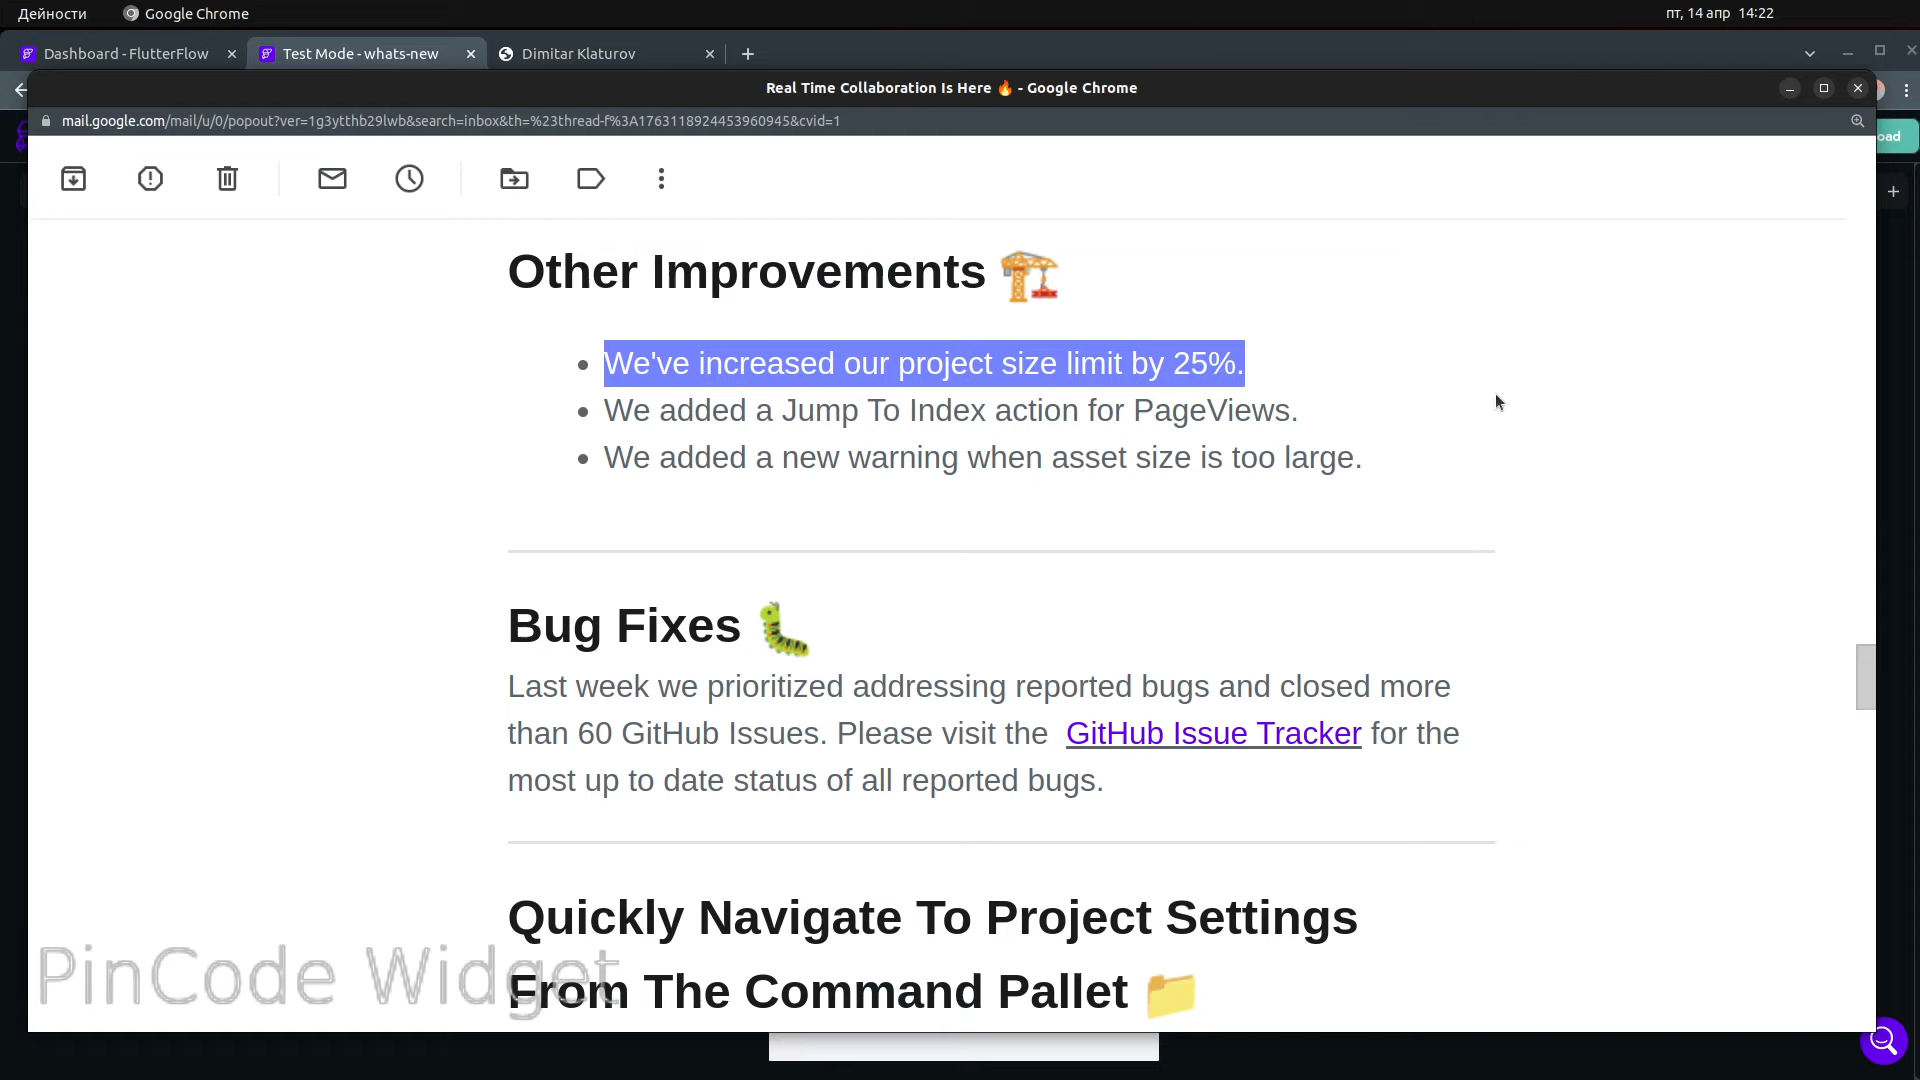 Дейности Google Chrome пт, 14 апр 14:22
Dashboard - FlutterFlow Test Mode - whats-new Dimitar Klaturov
Real Time Collaboration Is Here 🔥 - Google Chrome
mail.google.com/mail/u/0/popout?ver=1g3ytthb29lwb&search=inbox&th=%23thread-f%3A1763118924453960945&cvid=1
oad
Other Improvements 🏗️
We've increased our project size limit by 25%.
We added a Jump To Index action for PageViews.
We added a new warning when asset size is too large.
Bug Fixes 🐛
Last week we prioritized addressing reported bugs and closed more
than 60 GitHub Issues. Please visit the GitHub Issue Tracker for the
most up to date status of all reported bugs.
Quickly Navigate To Project Settings
From The Command Pallet 📁
PinCode Widget